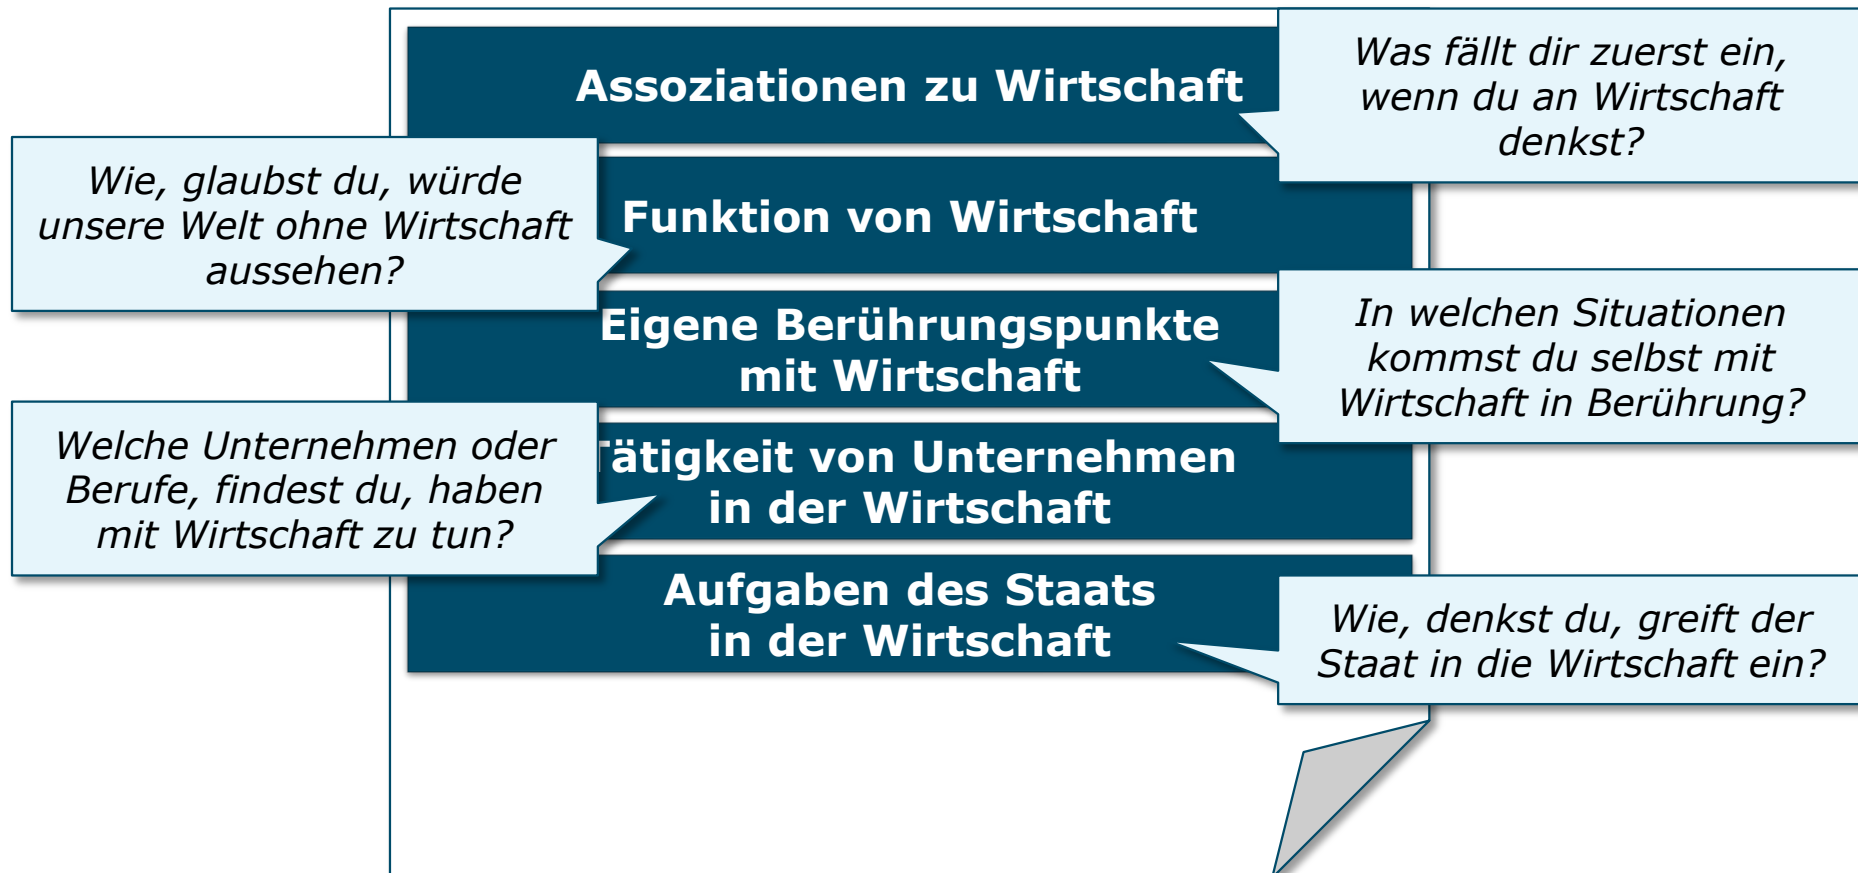 Assoziationen zu Wirtschaft
Was fällt dir zuerst ein,
wenn du an Wirtschaft
denkst?
Wie, glaubst du, würde
unsere Welt ohne Wirtschaft
aussehen?
Funktion von Wirtschaft
Eigene Berührungspunkte
mit Wirtschaft
In welchen Situationen
kommst du selbst mit
Wirtschaft in Berührung?
Welche Unternehmen oder
Berufe, findest du, haben
mit Wirtschaft zu tun?
Tätigkeit von Unternehmen
in der Wirtschaft
Aufgaben des Staats
in der Wirtschaft
Wie, denkst du, greift der
Staat in die Wirtschaft ein?